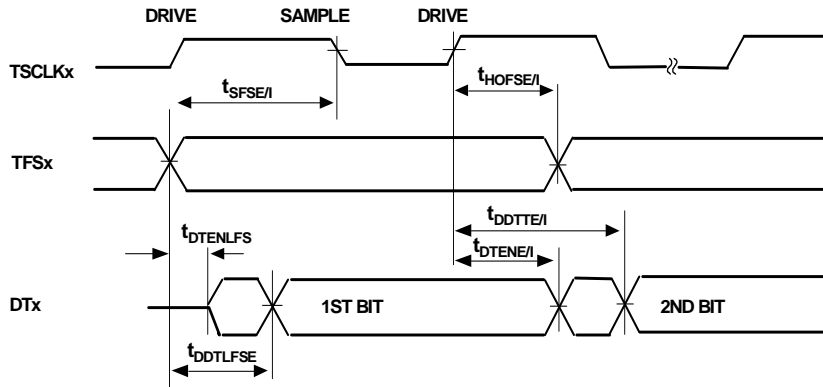 DRIVE SAMPLE DRIVE
TSCLKx
tSFSE/I tHOFSE/I
TFSx
tDDTTE/I
tDTENLFS
tDTENE/I
DTx 1ST BIT 2ND BIT
tDDTLFSE